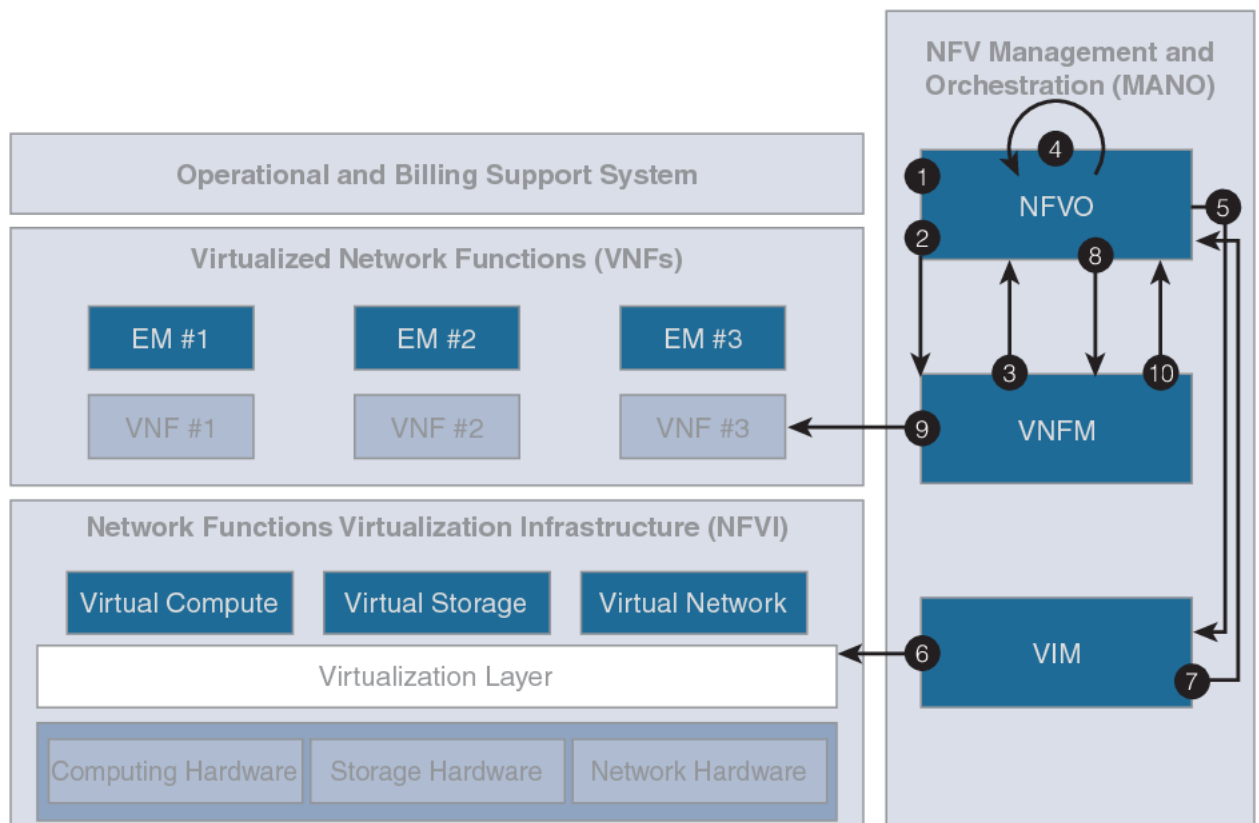 NFV Management and
Orchestration (MANO)
4
1
NFVO
5
2
8
3
10
9
VNFM
6
VIM
7
Operational and Billing Support System
Virtualized Network Functions (VNFs)
EM #1
EM #2
EM #3
VNF #1
VNF #2
VNF #3
Network Functions Virtualization Infrastructure (NFVI)
Virtual Compute
Virtual Storage
Virtual Network
Virtualization Layer
Computing Hardware
Storage Hardware
Network Hardware